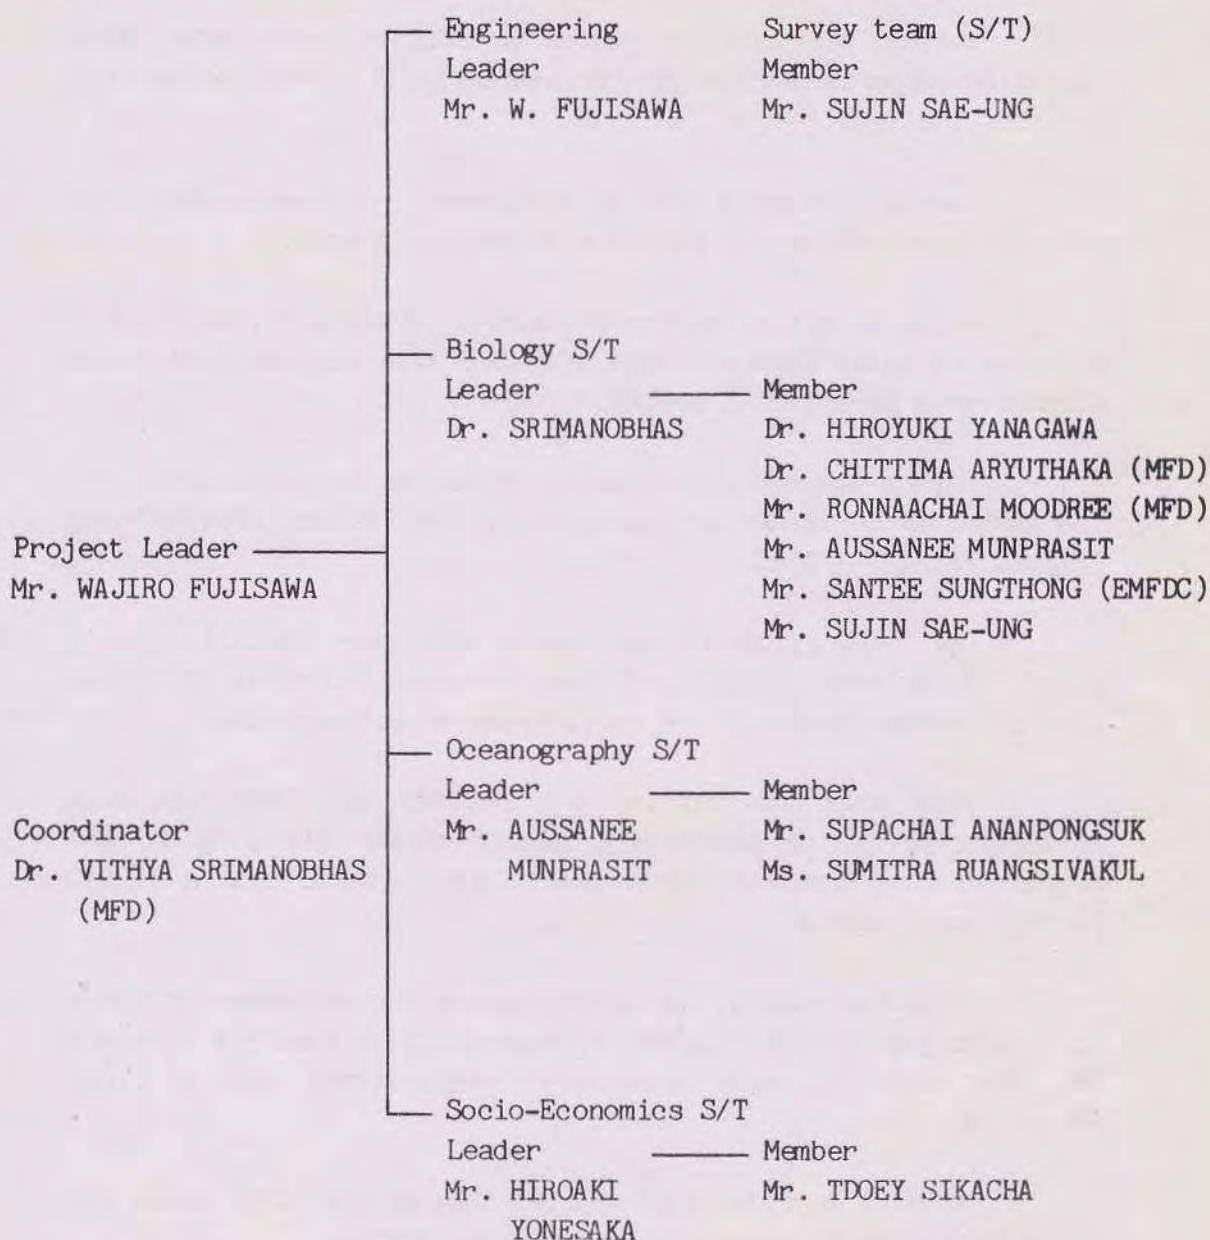 Engineering Survey team (S/T)
Leader Member
Mr. W. FUJISAWA Mr. SUJIN SAE-UNG
Biology S/T
Leader Member
Dr. SRIMANOBHAS Dr. HIROYUKI YANAGAWA
Dr. CHITTIMA ARYUTHAKA (MFD)
Mr. RONNAACHAI MOODREE (MFD)
Project Leader Mr. AUSSANEE MUNPRASIT
Mr. WAJIRO FUJISAWA Mr. SANTEE SUNGTHONG (EMFDC)
Mr. SUJIN SAE-UNG
Oceanography S/T
Leader Member
Coordinator Mr. AUSSANEE Mr. SUPACHAI ANANPONGSUK
Dr. VITHYA SRIMANOBHAS MUNPRASIT Ms. SUMITRA RUANGSIVAKUL
(MFD)
Socio-Economics S/T
Leader Member
Mr. HIROAKI Mr. TDOEY SIKACHA
YONESAKA